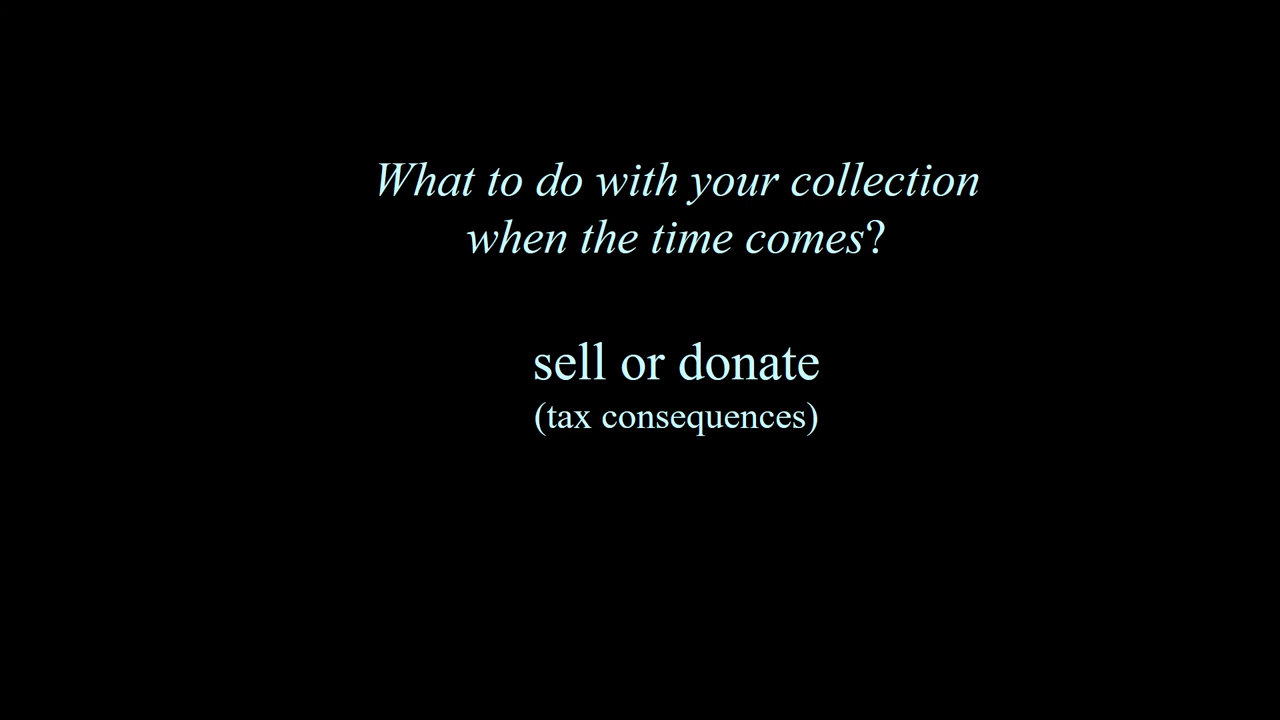 What to do with your collection
when the time comes?
sell or donate
(tax consequences)